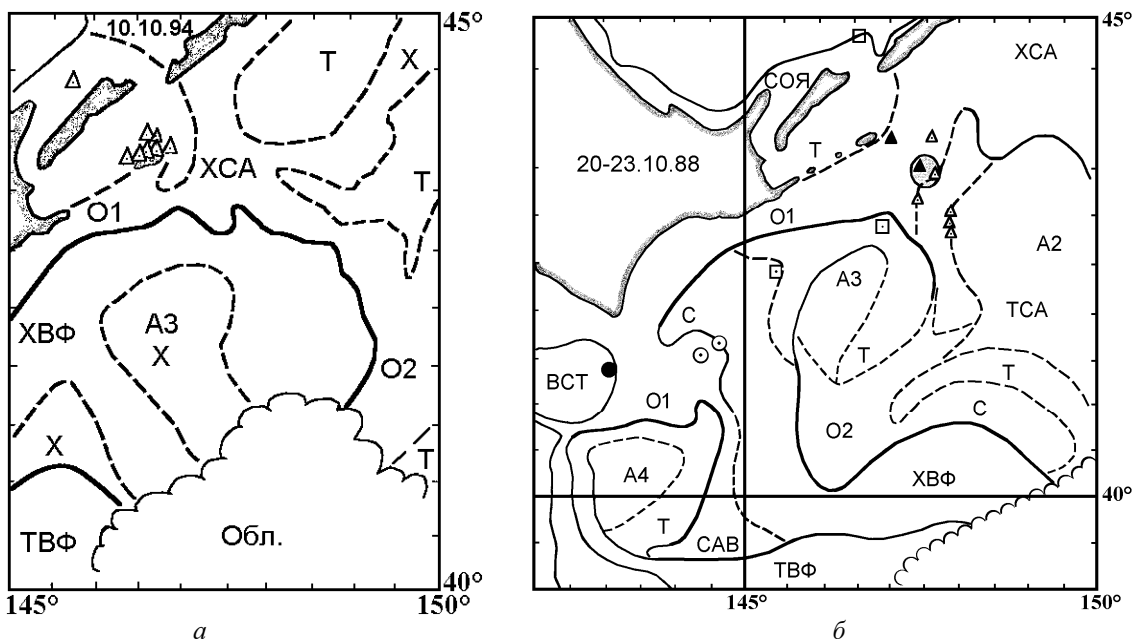 10.10.94
45°
Т
Х
ХСА
Т
О1
ХВФ
А3
Х
О2
Х
Т
ТВФ
Обл.
40°
145°
150°
а
45°
ХСА
СОЯ
20-23.10.88
Т
О1
А2
А3
С
ТСА
Т
ВСТ
Т
О1
С
О2
А4
ХВФ
40°
Т
САВ
ТВФ
145°
150°
б